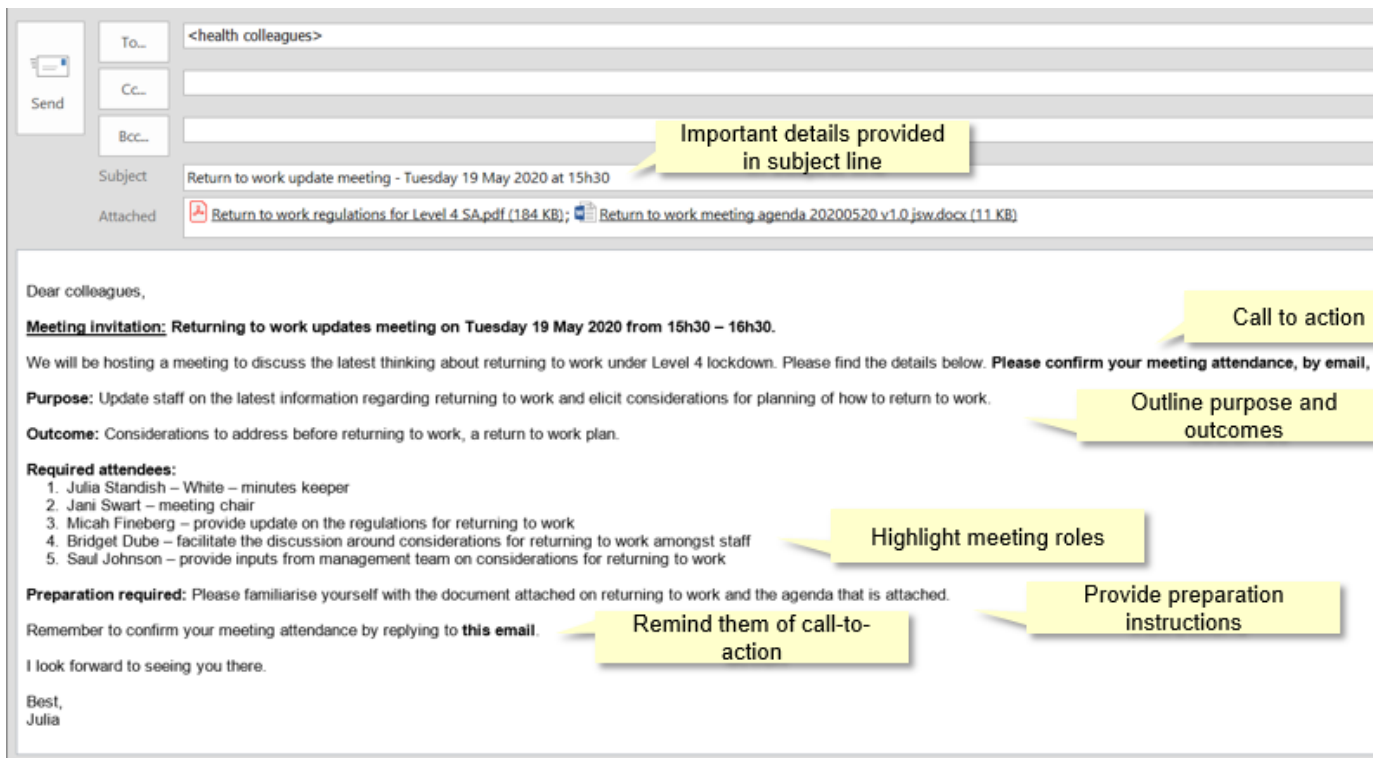 To...
<health colleagues>
Send
Cc...
Bcc...
Important details provided
in subject line
Subject
Return to work update meeting - Tuesday 19 May 2020 at 15h30
Attached
Return to work regulations for Level 4 SA.pdf (184 KB); Return to work meeting agenda 20200520 v1.0 jsw.docx (11 KB)
Dear colleagues,
Call to action
Meeting invitation: Returning to work updates meeting on Tuesday 19 May 2020 from 15h30 – 16h30.
We will be hosting a meeting to discuss the latest thinking about returning to work under Level 4 lockdown. Please find the details below. Please confirm your meeting attendance, by email,
Purpose: Update staff on the latest information regarding returning to work and elicit considerations for planning of how to return to work.
Outline purpose and
outcomes
Outcome: Considerations to address before returning to work, a return to work plan.
Required attendees:
1. Julia Standish – White – minutes keeper
2. Jani Swart – meeting chair
3. Micah Fineberg – provide update on the regulations for returning to work
4. Bridget Dube – facilitate the discussion around considerations for returning to work amongst staff
5. Saul Johnson – provide inputs from management team on considerations for returning to work
Highlight meeting roles
Preparation required: Please familiarise yourself with the document attached on returning to work and the agenda that is attached.
Provide preparation
instructions
Remember to confirm your meeting attendance by replying to this email.
Remind them of call-to-
action
I look forward to seeing you there.
Best,
Julia